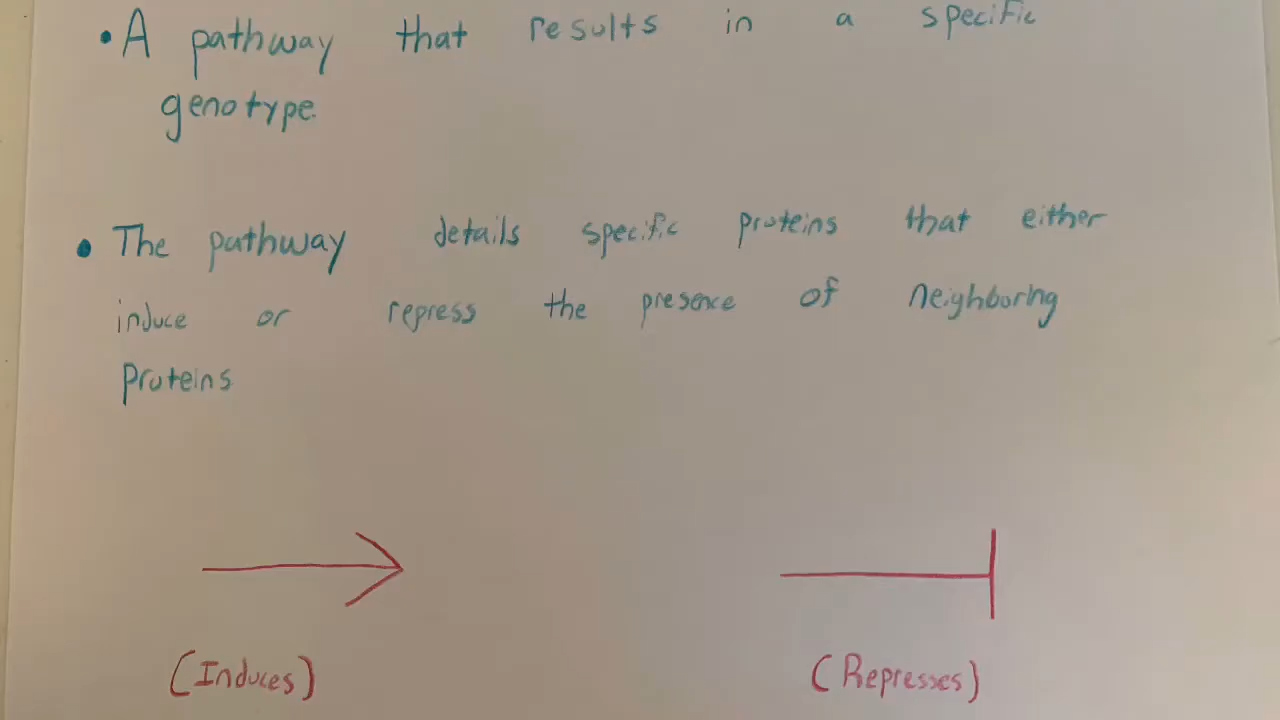 • A pathway that results in a specific
genotype.
• The pathway details specific proteins that either
induce or repress the presence of neighboring
Proteins
(Induces)
(Represses)